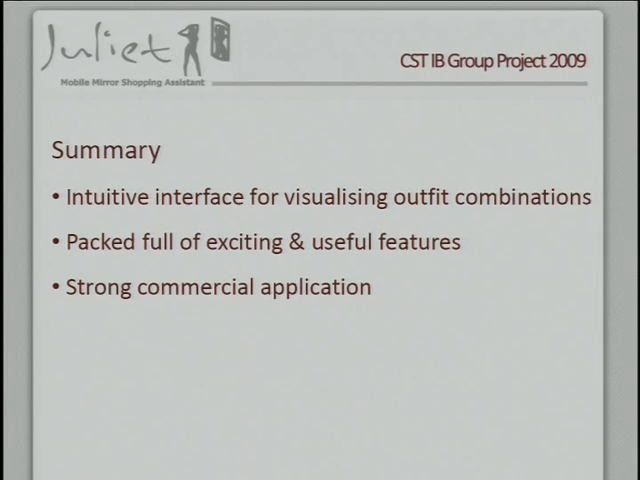 Juliet
CST IB Group Project 2009
Mobile Mirror Shopping Assistant
Summary
• Intuitive interface for visualising outfit combinations
• Packed full of exciting & useful features
• Strong commercial application